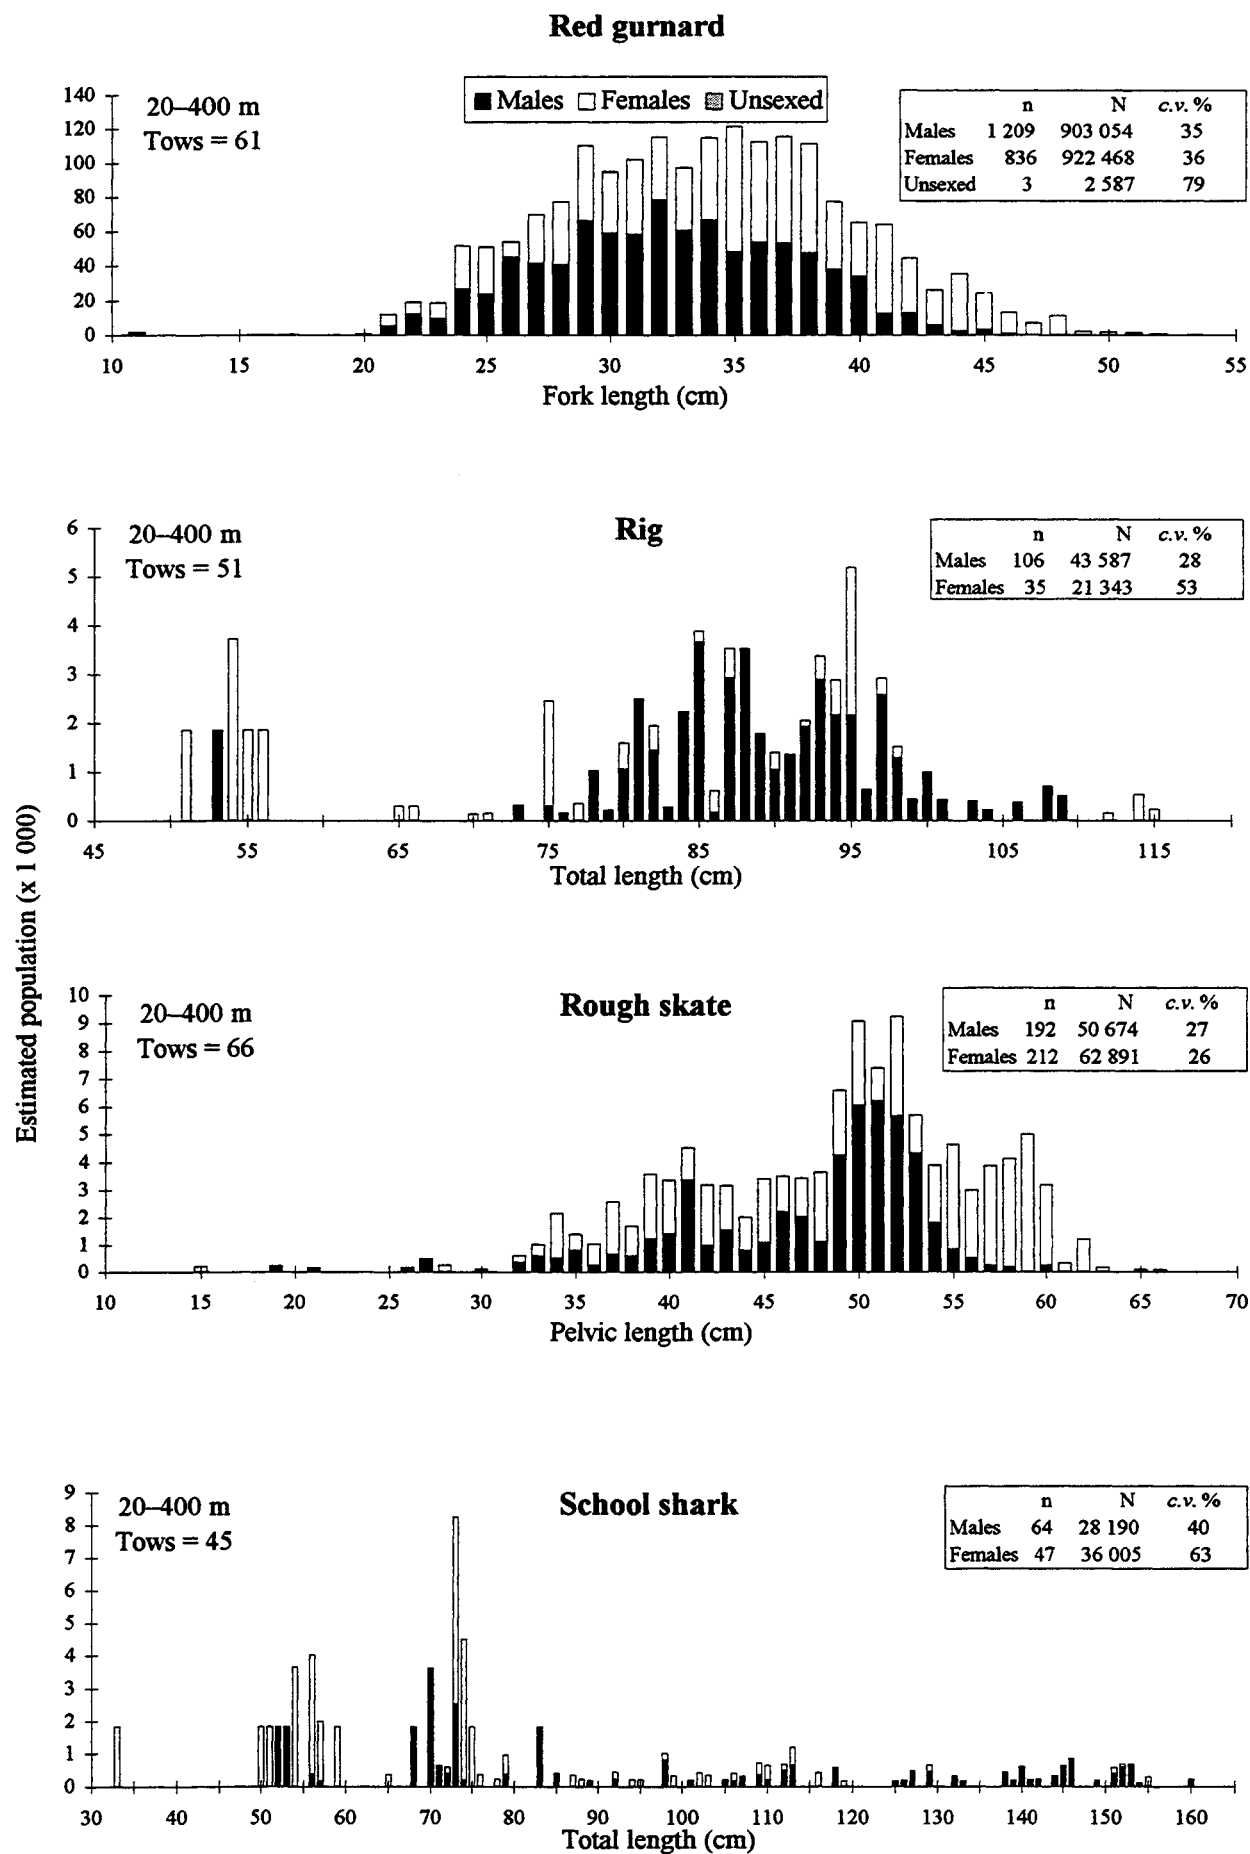 Red gurnard
140
120
100
80
60
40
20
0
20–400 m
Tows = 61
Males Females Unsexed
n N c.v. %
Males 1 209 903 054 35
Females 836 922 468 36
Unsexed 3 2 587 79
10 15 20 25 30 35 40 45 50 55
Fork length (cm)
Estimated population (x 1 000)
Rig
6
5
4
3
2
1
0
20–400 m
Tows = 51
n N c.v. %
Males 106 43 587 28
Females 35 21 343 53
45 55 65 75 85 95 105 115
Total length (cm)
Rough skate
10
9
8
7
6
5
4
3
2
1
0
20–400 m
Tows = 66
n N c.v. %
Males 192 50 674 27
Females 212 62 891 26
10 15 20 25 30 35 40 45 50 55 60 65 70
Pelvic length (cm)
School shark
9
8
7
6
5
4
3
2
1
0
20–400 m
Tows = 45
n N c.v. %
Males 64 28 190 40
Females 47 36 005 63
30 40 50 60 70 80 90 100 110 120 130 140 150 160
Total length (cm)